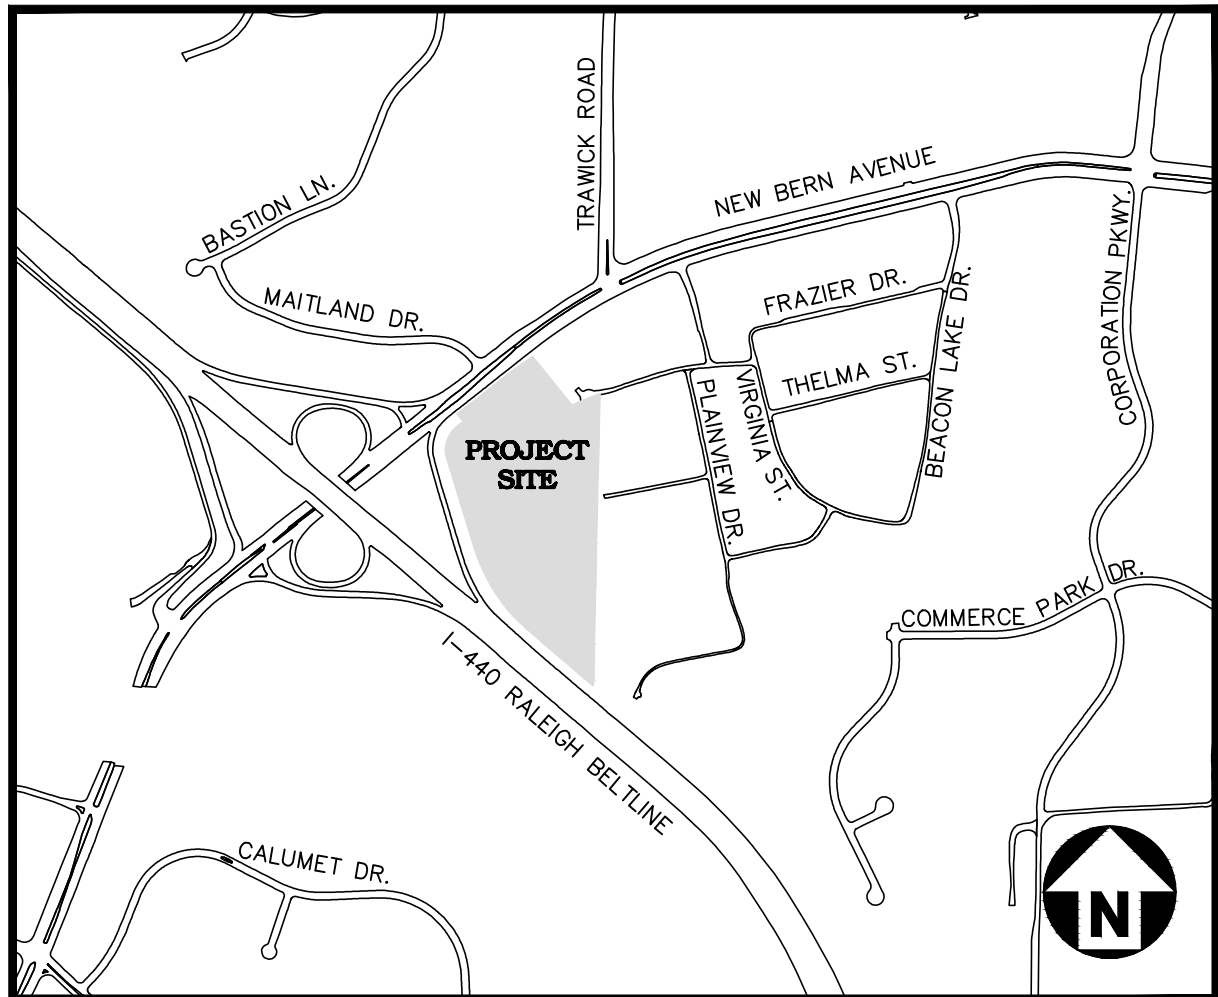 TRAWICK ROAD
NEW BERN AVENUE
BASTION LN.
CORPORATION PKWY.
MAITLAND DR.
FRAZIER DR.
BEACON LAKE DR.
THELMA ST.
VIRGINIA ST.
PLAINVIEW DR.
PROJECT
SITE
COMMERCE PARK DR.
I-440 RALEIGH BELTLINE
CALUMET DR.
N